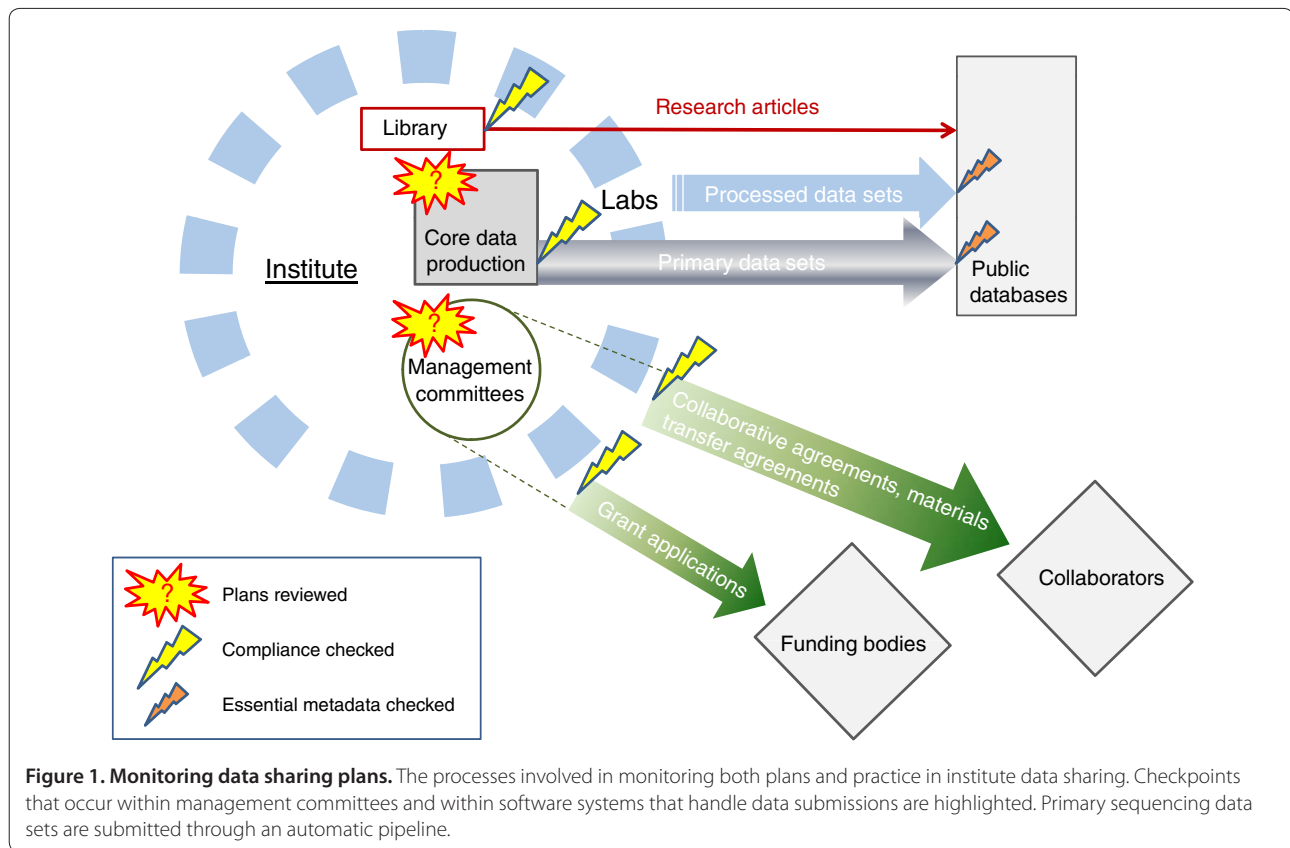 Library
Research articles
?
Labs
Processed data sets
Core data
production
Primary data sets
Public
databases
Institute
?
Management
committees
Collaborative agreements, materials
transfer agreements
Grant applications
Collaborators
Funding bodies
?
Plans reviewed
Compliance checked
Essential metadata checked
Figure 1. Monitoring data sharing plans. The processes involved in monitoring both plans and practice in institute data sharing. Checkpoints
that occur within management committees and within software systems that handle data submissions are highlighted. Primary sequencing data
sets are submitted through an automatic pipeline.